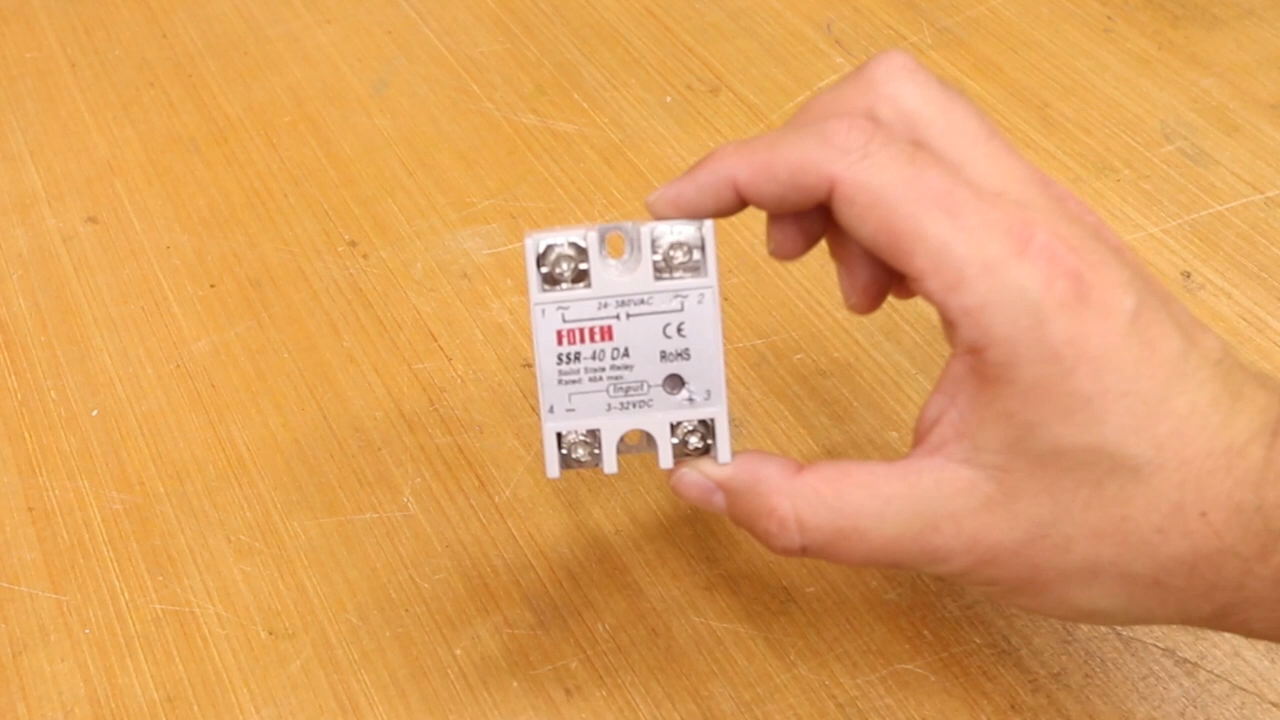 1 ~ 24-380VAC ~ 2
FOTEK
CE
SSR-40 DA
RoHS
Solid State Relay
Rated: 40A max.
Input
4 − 3-32VDC + 3